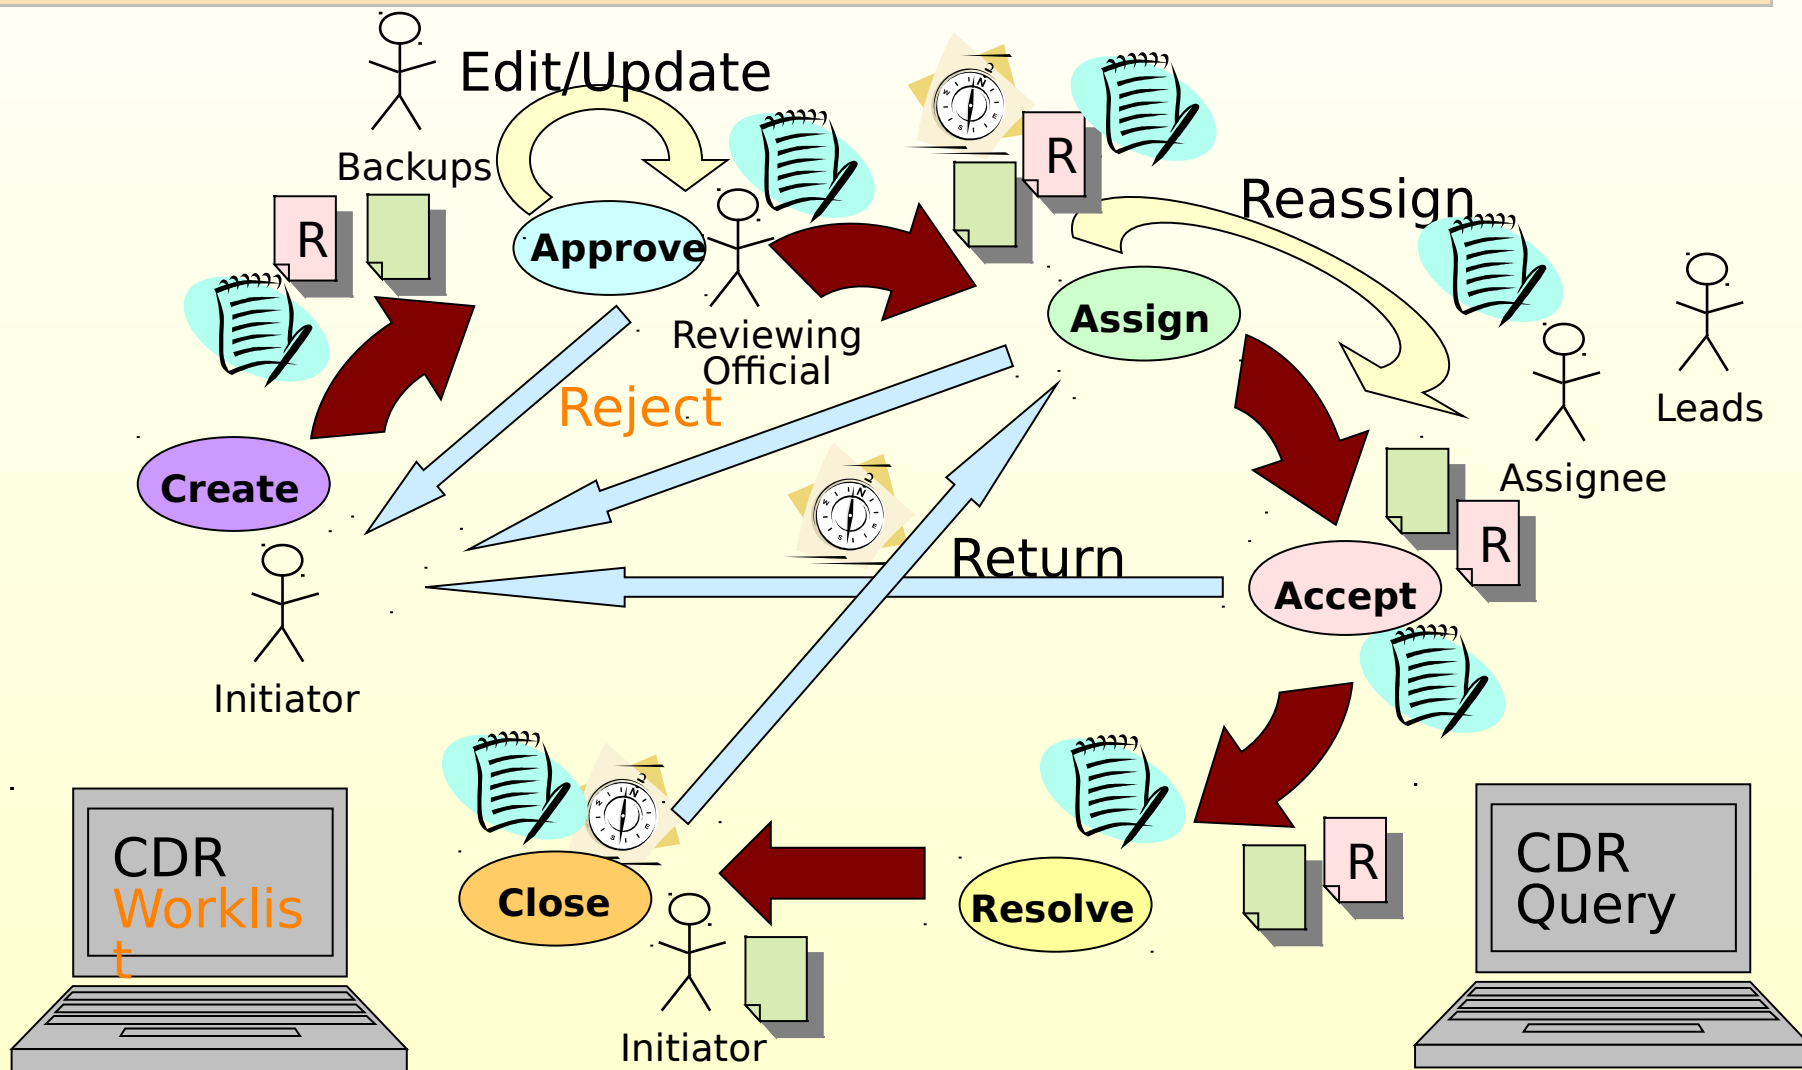 Edit/Update
Backups
R
Reassign
R
Approve
Reviewing
Official
Assign
Leads
Reject
Assignee
Create
R
Return
Accept
Initiator
CDR
Worklis
t
R
CDR
Query
Close
Resolve
Initiator